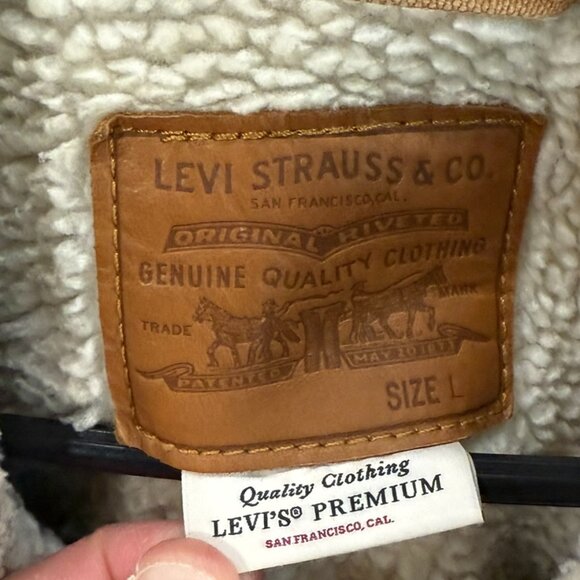 LEVI STRAUSS & CO.
SAN FRANCISCO, CAL.
ORIGINAL RIVETED
GENUINE QUALITY CLOTHING
TRADE MARK
PATENTED MAY 20 1873
SIZE L
Quality Clothing
LEVI'S® PREMIUM
SAN FRANCISCO, CAL.